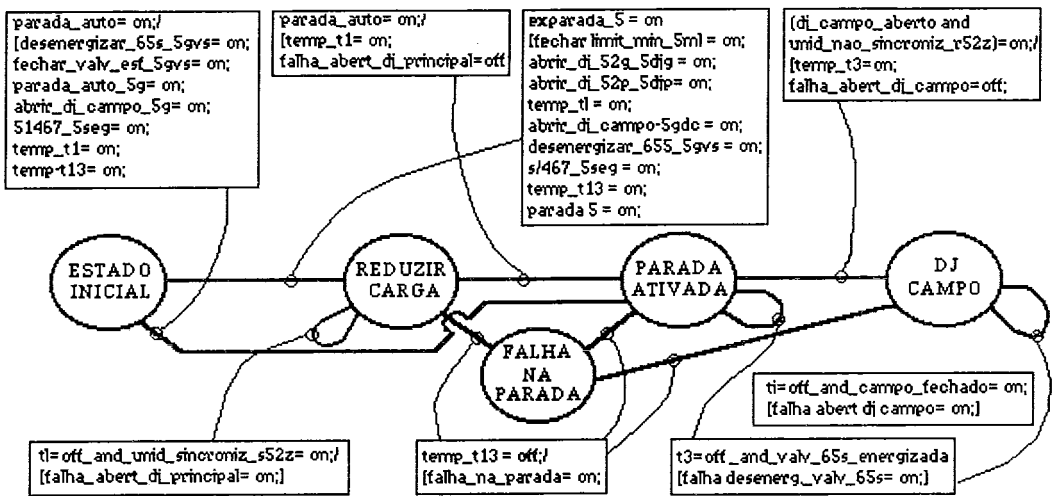 parada_auto= on;/
[desenergizar_65s_5gvs= on;
fechar_valv_esf_5gvs= on;
parada_auto_5g= on;
abrir_dj_campo_5g= on;
S1467_5seg= on;
temp_t1= on;
temp-t13= on;
parada_auto= on;/
[temp_t1= on;
falha_abert_dj_principal=off
exparada_5 = on
[fechar limit_min_5ml = on;
abrir_dj_52g_5djg = on;
abrir_dj_52p_5djp= on;
temp_tl = on;
abrir_dj_campo-5gdc = on;
desenergizar_655_5gvs = on;
s/467_5seg = on;
temp_t13 = on;
parada 5 = on;
(dj_campo_aberto and
unid_nao_sincroniz_r52z)=on;/
[temp_t3=on;
falha_abert_dj_campo=off;
ESTADO
INICIAL
REDUZIR
CARGA
PARADA
ATIVADA
DJ
CAMPO
FALHA
NA
PARADA
ti=off_and_campo_fechado= on;
[falha abert dj campo= on;]
tl=off_and_unid_sincroniz_s52z= on;/
[falha_abert_dj_principal= on;]
temp_t13 = off;/
[falha_na_parada= on;
t3=off_and_valv_65s_energizada
[falha desenerg._valv_65s= on;]